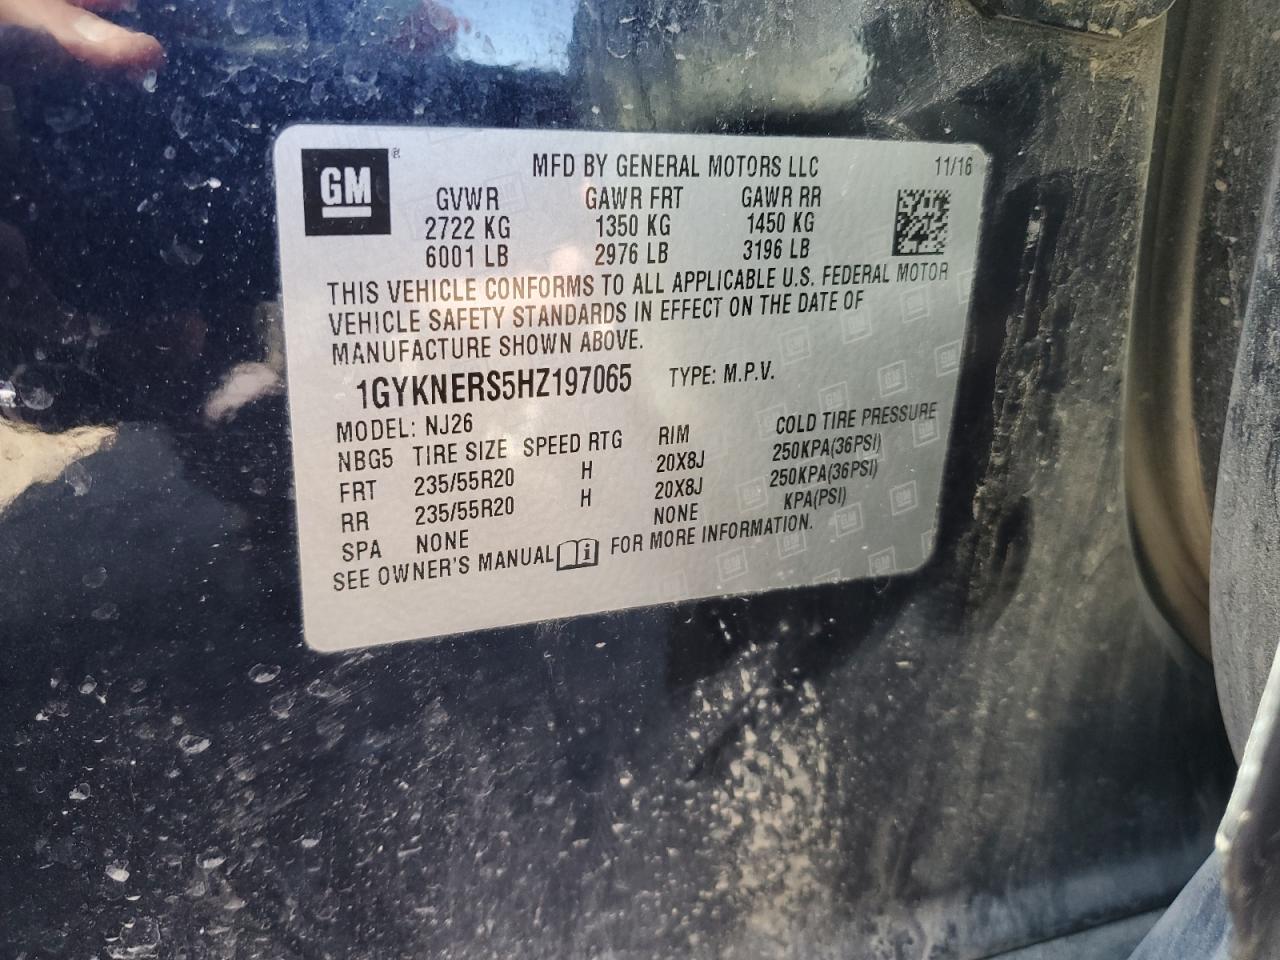 GM
MFD BY GENERAL MOTORS LLC 11/16
GVWR GAWR FRT GAWR RR
2722 KG 1350 KG 1450 KG
6001 LB 2976 LB 3196 LB
THIS VEHICLE CONFORMS TO ALL APPLICABLE U.S. FEDERAL MOTOR
VEHICLE SAFETY STANDARDS IN EFFECT ON THE DATE OF
MANUFACTURE SHOWN ABOVE.
1GYKNERS5HZ197065 TYPE: M.P.V.
MODEL: NJ26
NBG5 TIRE SIZE SPEED RTG RIM COLD TIRE PRESSURE
FRT 235/55R20 H 20X8J 250KPA(36PSI)
RR 235/55R20 H 20X8J 250KPA(36PSI)
SPA NONE NONE KPA(PSI)
SEE OWNER'S MANUAL FOR MORE INFORMATION.